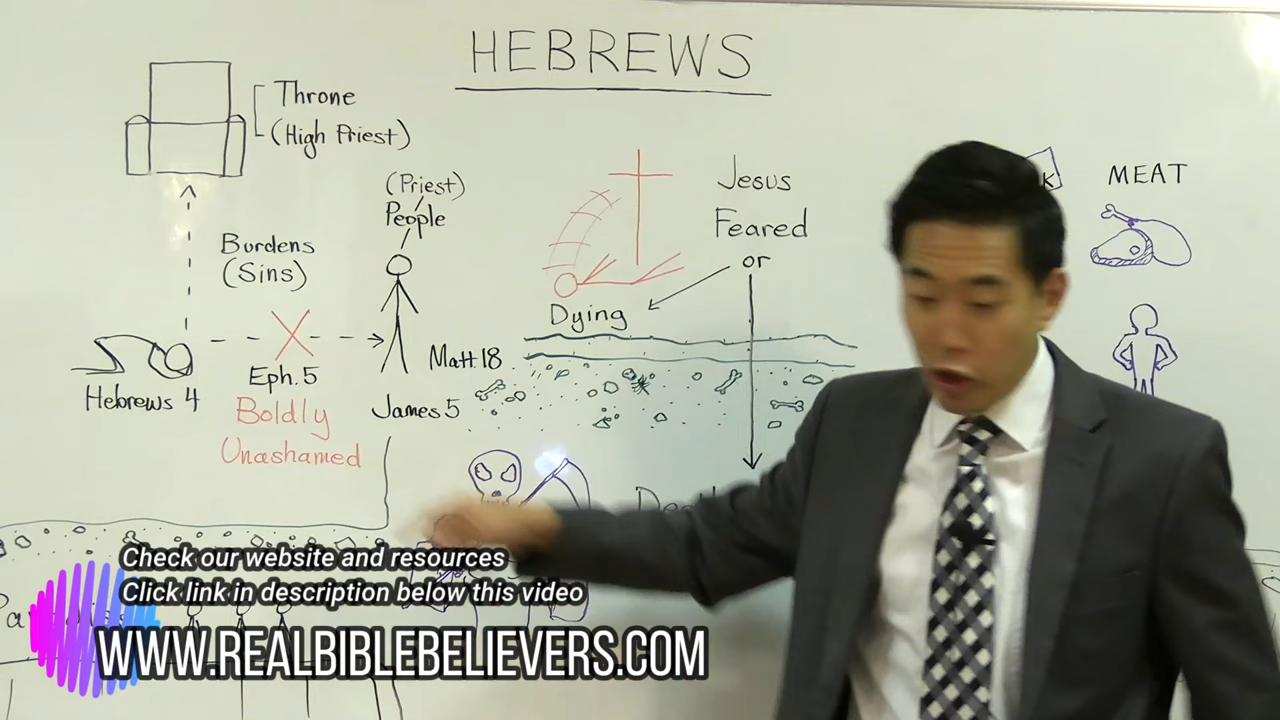 HEBREWS
Throne
(High Priest)
(Priest)
People
Burdens
(Sins)
Eph. 5
Boldly
Unashamed
Hebrews 4
Matt. 18
James 5
Jesus
Feared
or
Dying
MEAT
Check our website and resources
Click link in description below this video
WWW.REALBIBLEBELIEVERS.COM